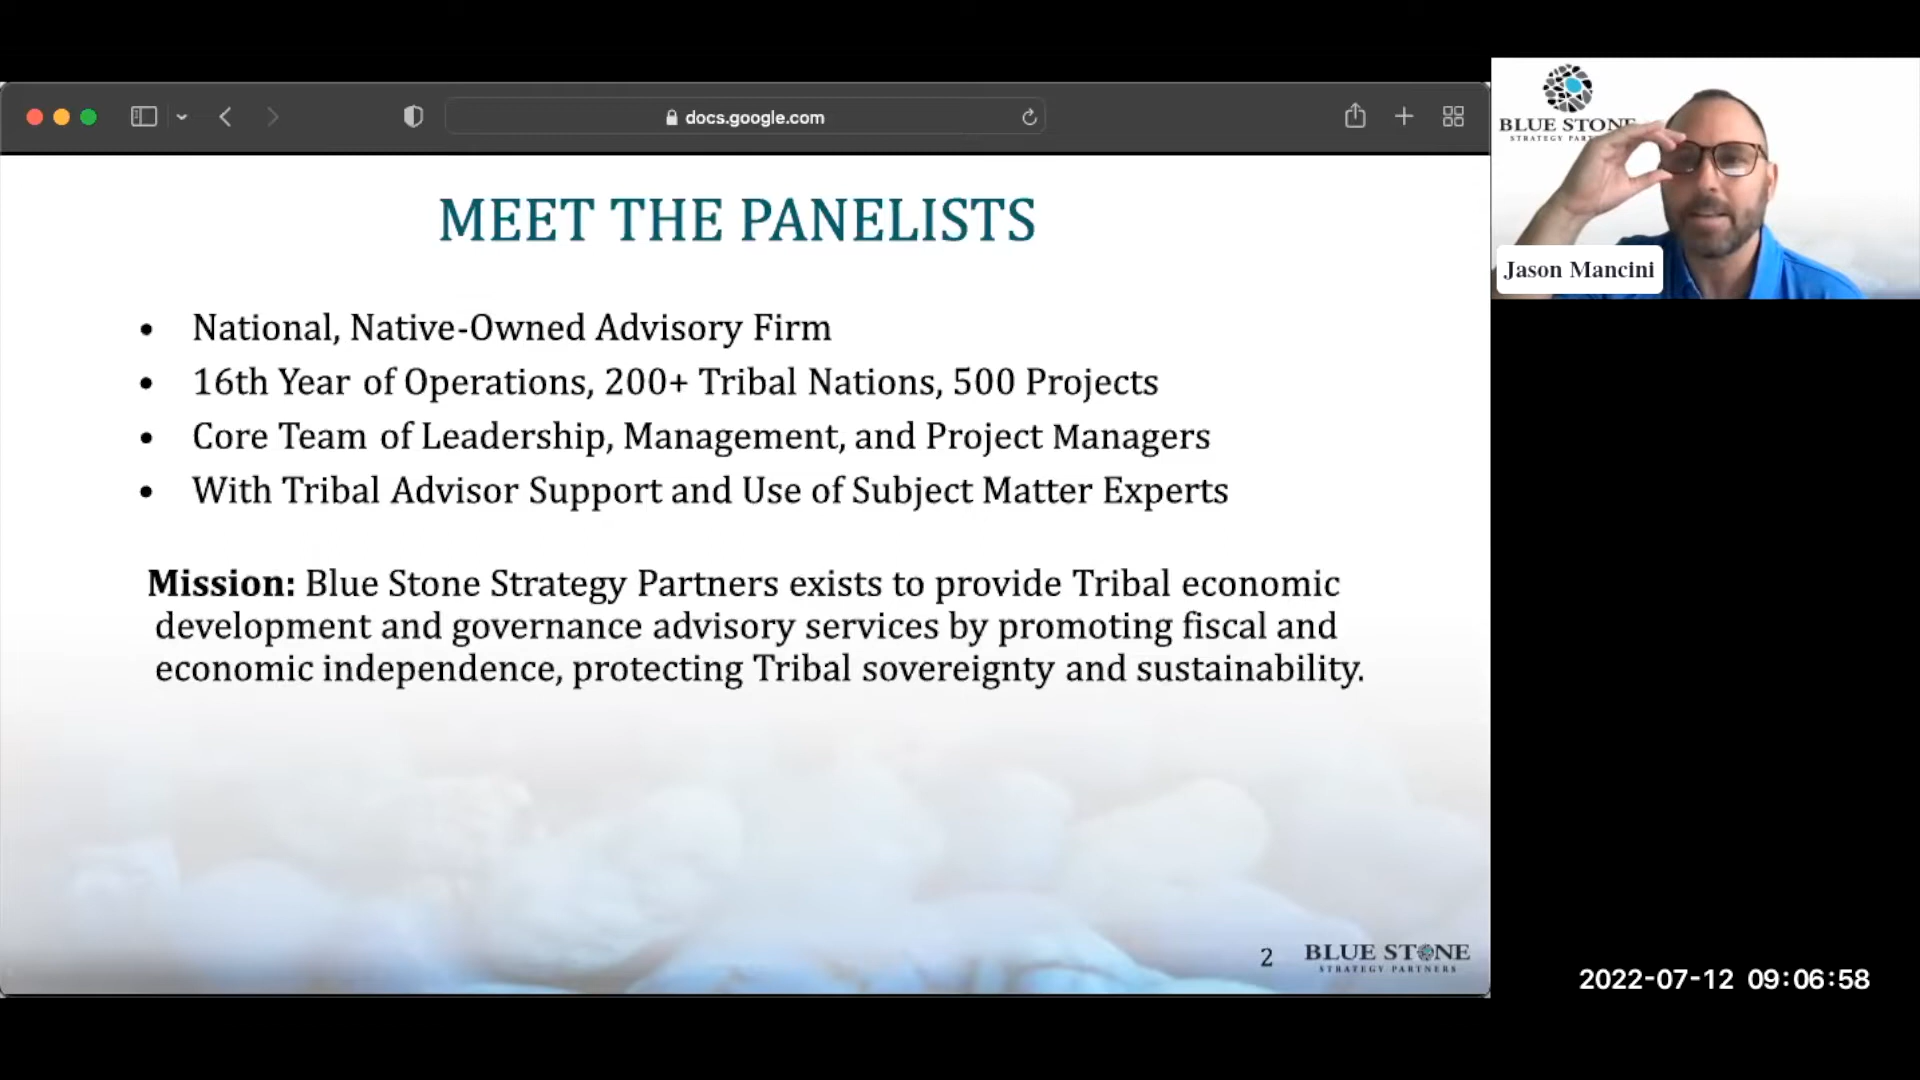 docs.google.com
MEET THE PANELISTS
• National, Native-Owned Advisory Firm
• 16th Year of Operations, 200+ Tribal Nations, 500 Projects
• Core Team of Leadership, Management, and Project Managers
• With Tribal Advisor Support and Use of Subject Matter Experts
Mission: Blue Stone Strategy Partners exists to provide Tribal economic
development and governance advisory services by promoting fiscal and
economic independence, protecting Tribal sovereignty and sustainability.
2
BLUE STONE
STRATEGY PARTNERS
BLUE STONE
STRATEGY
Jason Mancini
2022-07-12 09:06:58